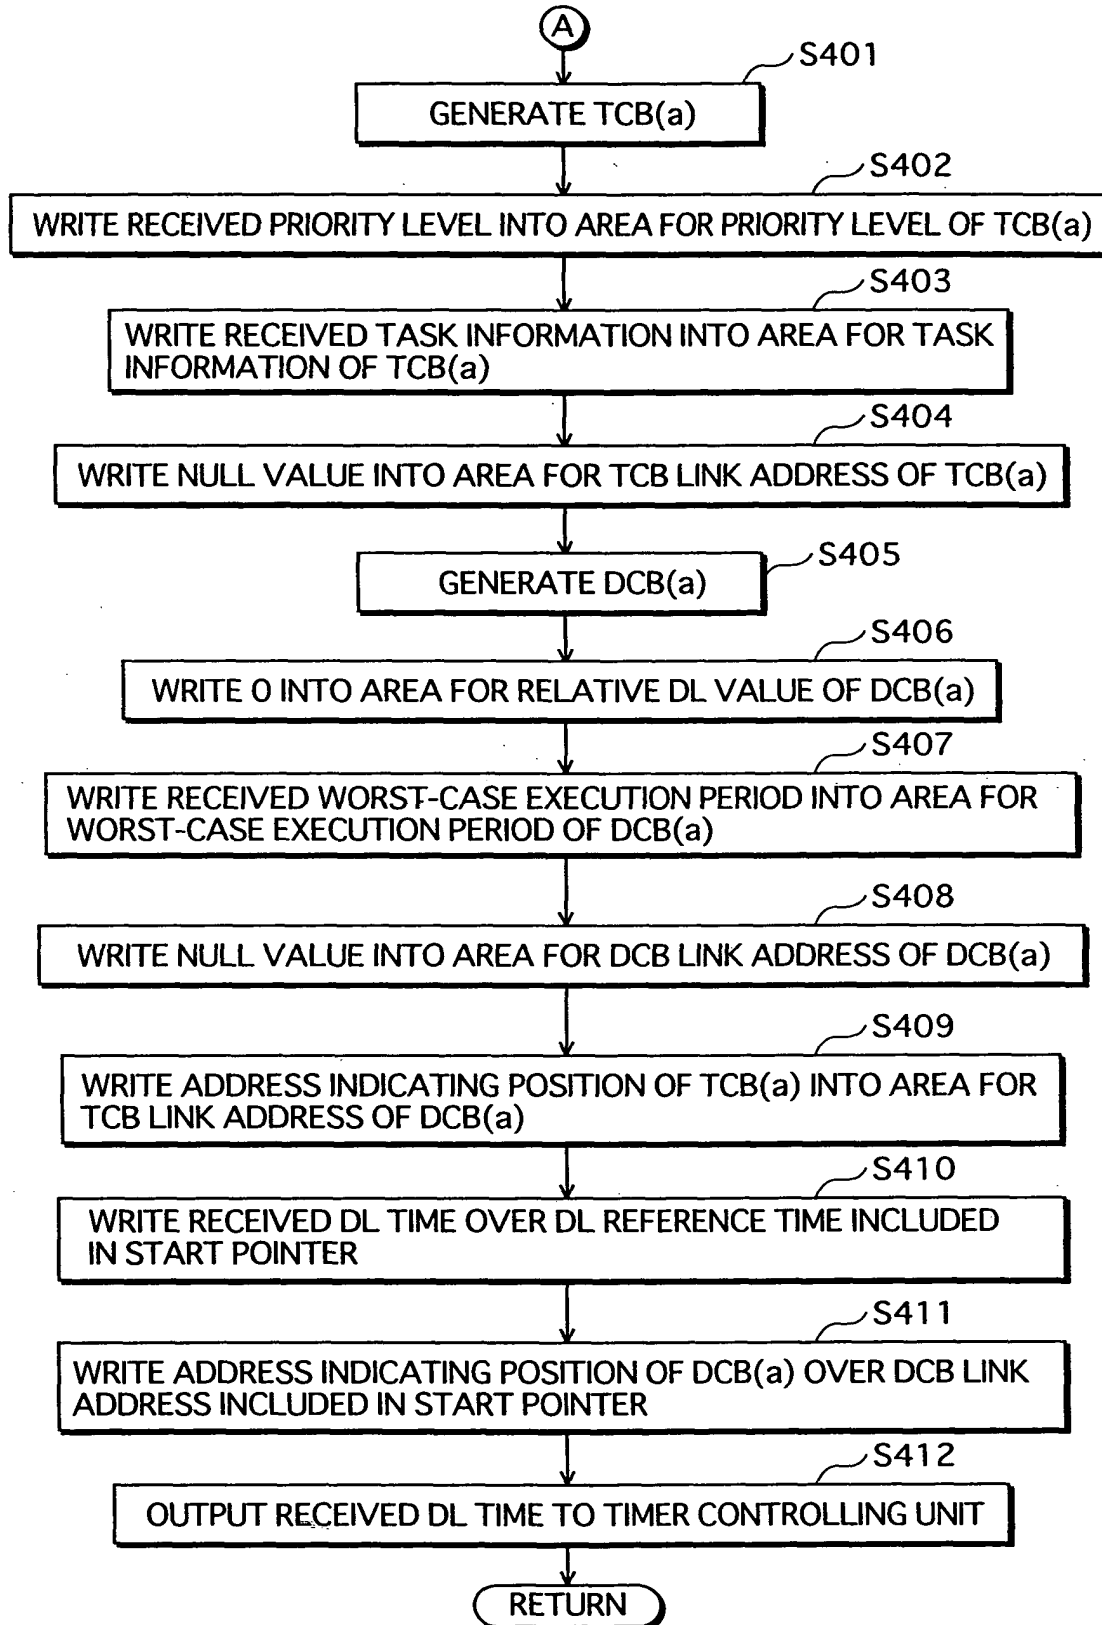 A
S401
GENERATE TCB(a)
S402
WRITE RECEIVED PRIORITY LEVEL INTO AREA FOR PRIORITY LEVEL OF TCB(a)
S403
WRITE RECEIVED TASK INFORMATION INTO AREA FOR TASK
INFORMATION OF TCB(a)
S404
WRITE NULL VALUE INTO AREA FOR TCB LINK ADDRESS OF TCB(a)
S405
GENERATE DCB(a)
S406
WRITE 0 INTO AREA FOR RELATIVE DL VALUE OF DCB(a)
S407
WRITE RECEIVED WORST-CASE EXECUTION PERIOD INTO AREA FOR
WORST-CASE EXECUTION PERIOD OF DCB(a)
S408
WRITE NULL VALUE INTO AREA FOR DCB LINK ADDRESS OF DCB(a)
S409
WRITE ADDRESS INDICATING POSITION OF TCB(a) INTO AREA FOR
TCB LINK ADDRESS OF DCB(a)
S410
WRITE RECEIVED DL TIME OVER DL REFERENCE TIME INCLUDED
IN START POINTER
S411
WRITE ADDRESS INDICATING POSITION OF DCB(a) OVER DCB LINK
ADDRESS INCLUDED IN START POINTER
S412
OUTPUT RECEIVED DL TIME TO TIMER CONTROLLING UNIT
RETURN